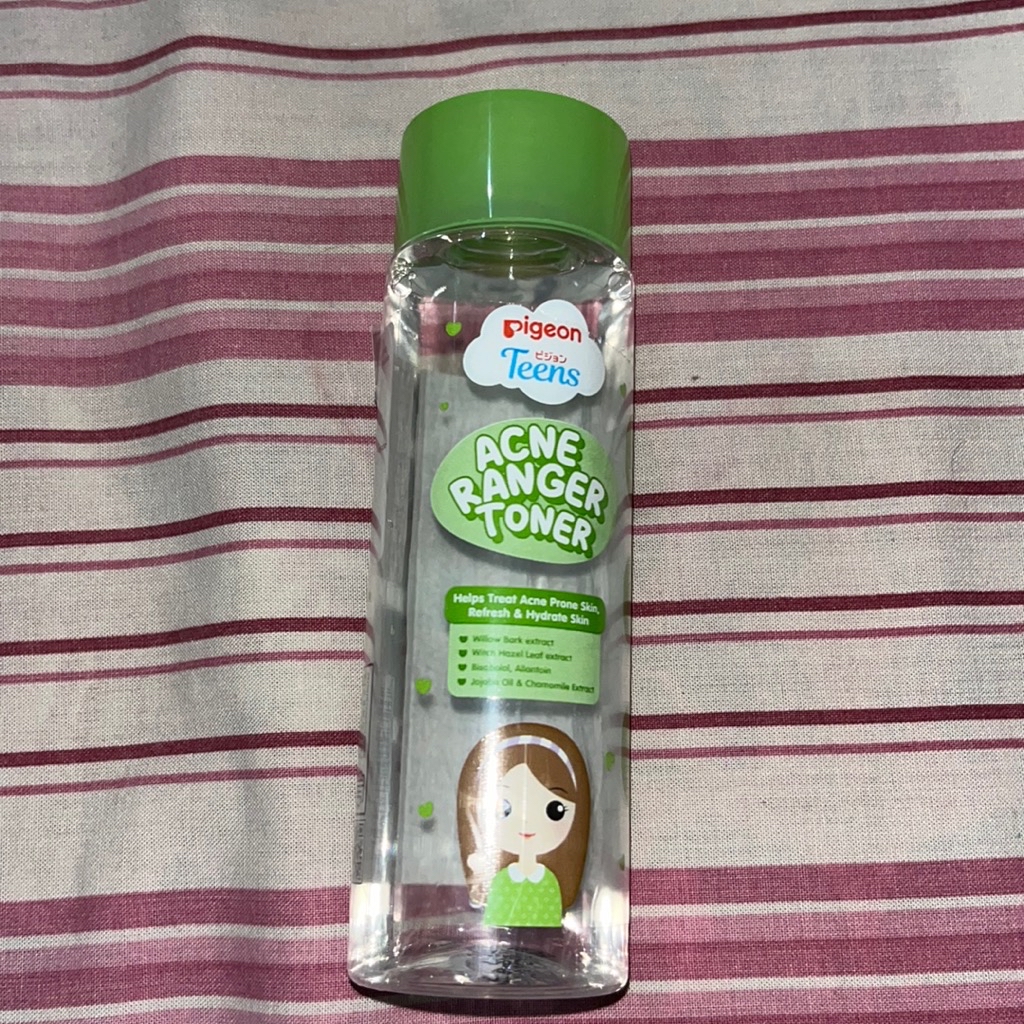 Pigeon
ピジョン
Teens
ACNE
RANGER
TONER
Helps Treat Acne Prone Skin,
Refresh & Hydrate Skin
Willow Bark extract
Witch Hazel Leaf extract
Bisabolol, Allantoin
Jojoba Oil & Chamomile Extract